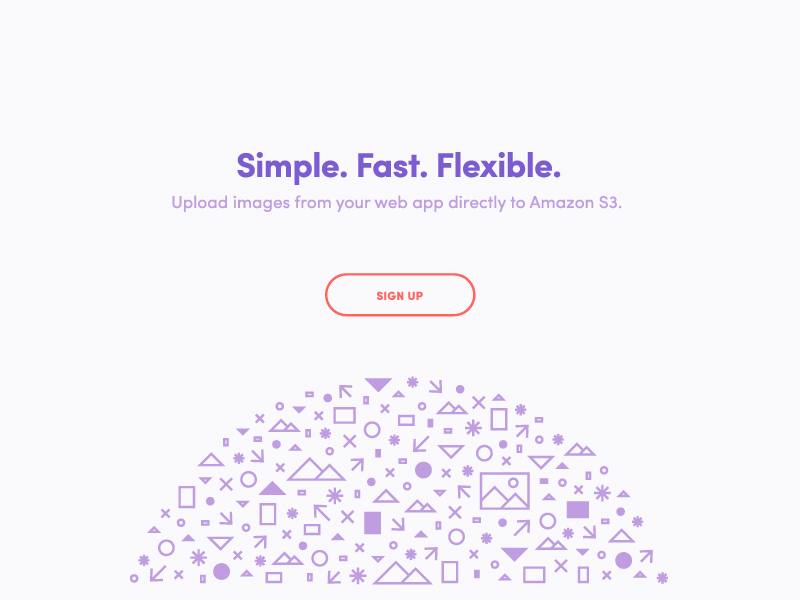 Simple. Fast. Flexible.
Upload images from your web app directly to Amazon S3.
SIGN UP